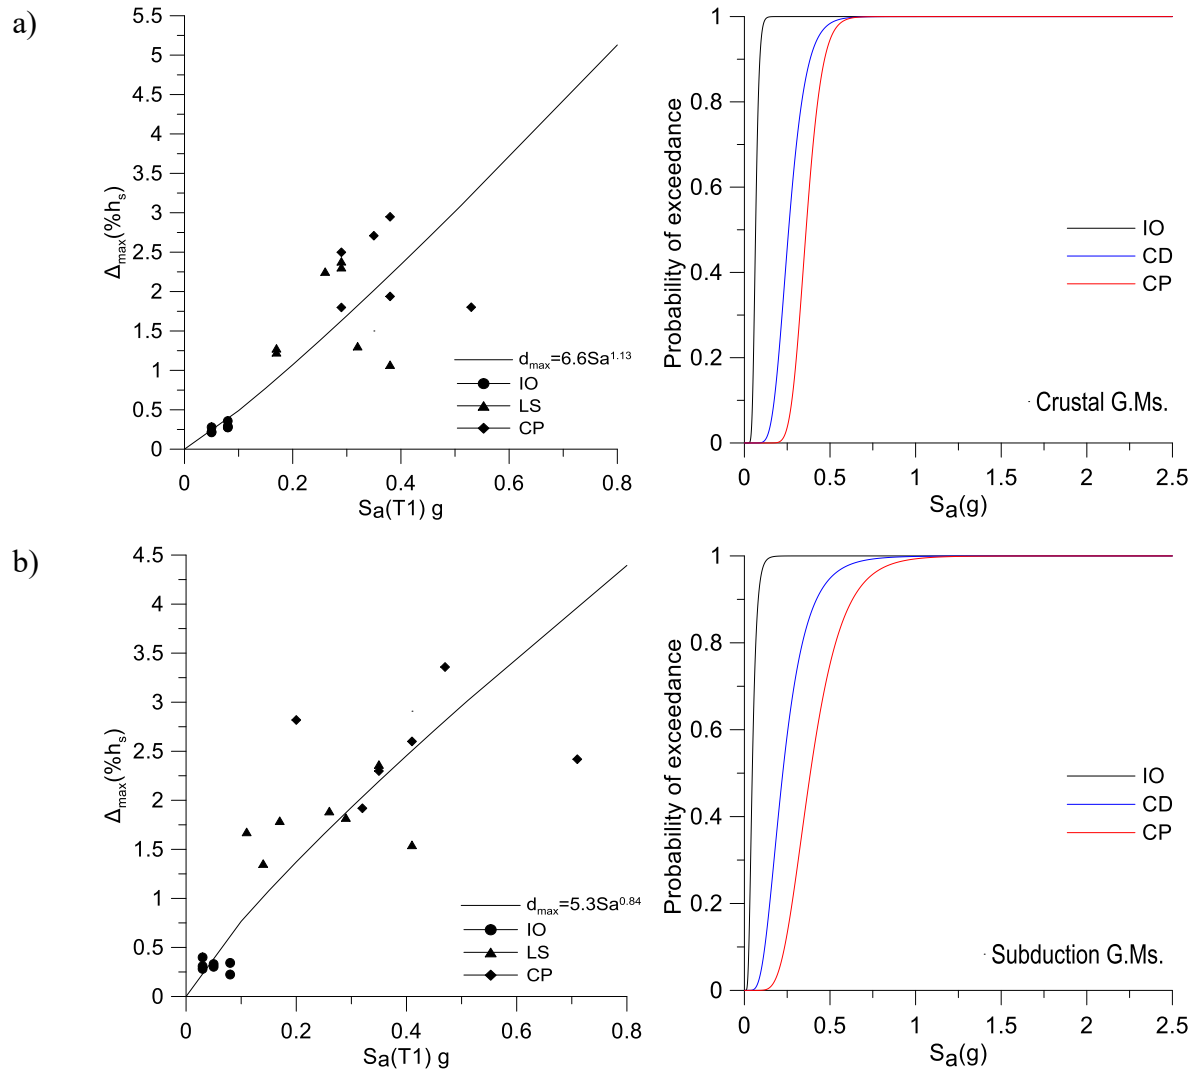 a)
5.5
5
4.5
4
3.5
3
2.5
2
1.5
1
0.5
0
Δmax(%hs)
0 0.2 0.4 0.6 0.8
Sa(T1) g
dmax=6.6Sa1.13
IO
LS
CP
1
0.8
0.6
0.4
0.2
0
Probability of exceedance
IO
CD
CP
Crustal G.Ms.
0 0.5 1 1.5 2 2.5
Sa(g)
b)
4.5
4
3.5
3
2.5
2
1.5
1
0.5
0
Δmax(%hs)
0 0.2 0.4 0.6 0.8
Sa(T1) g
dmax=5.3Sa0.84
IO
LS
CP
1
0.8
0.6
0.4
0.2
0
Probability of exceedance
IO
CD
CP
Subduction G.Ms.
0 0.5 1 1.5 2 2.5
Sa(g)